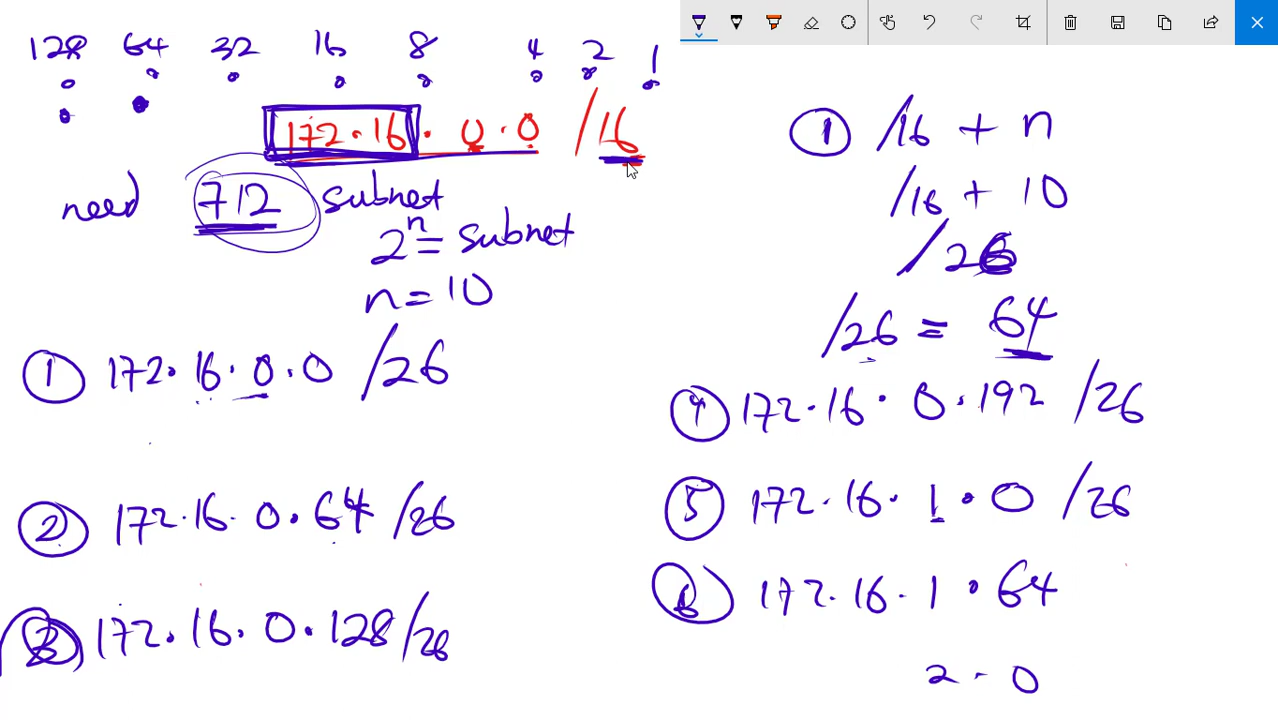 128 64 32 16 8 4 2 1
172.16.0.0 /16
need 712 subnet
2^n = subnet
n = 10
① 172.16.0.0 /26
② 172.16.0.64 /26
③ 172.16.0.128 /26
① /16 + n
/16 + 10
/26
/26 = 64
④ 172.16.0.192 /26
⑤ 172.16.1.0 /26
⑥ 172.16.1.64
2.0